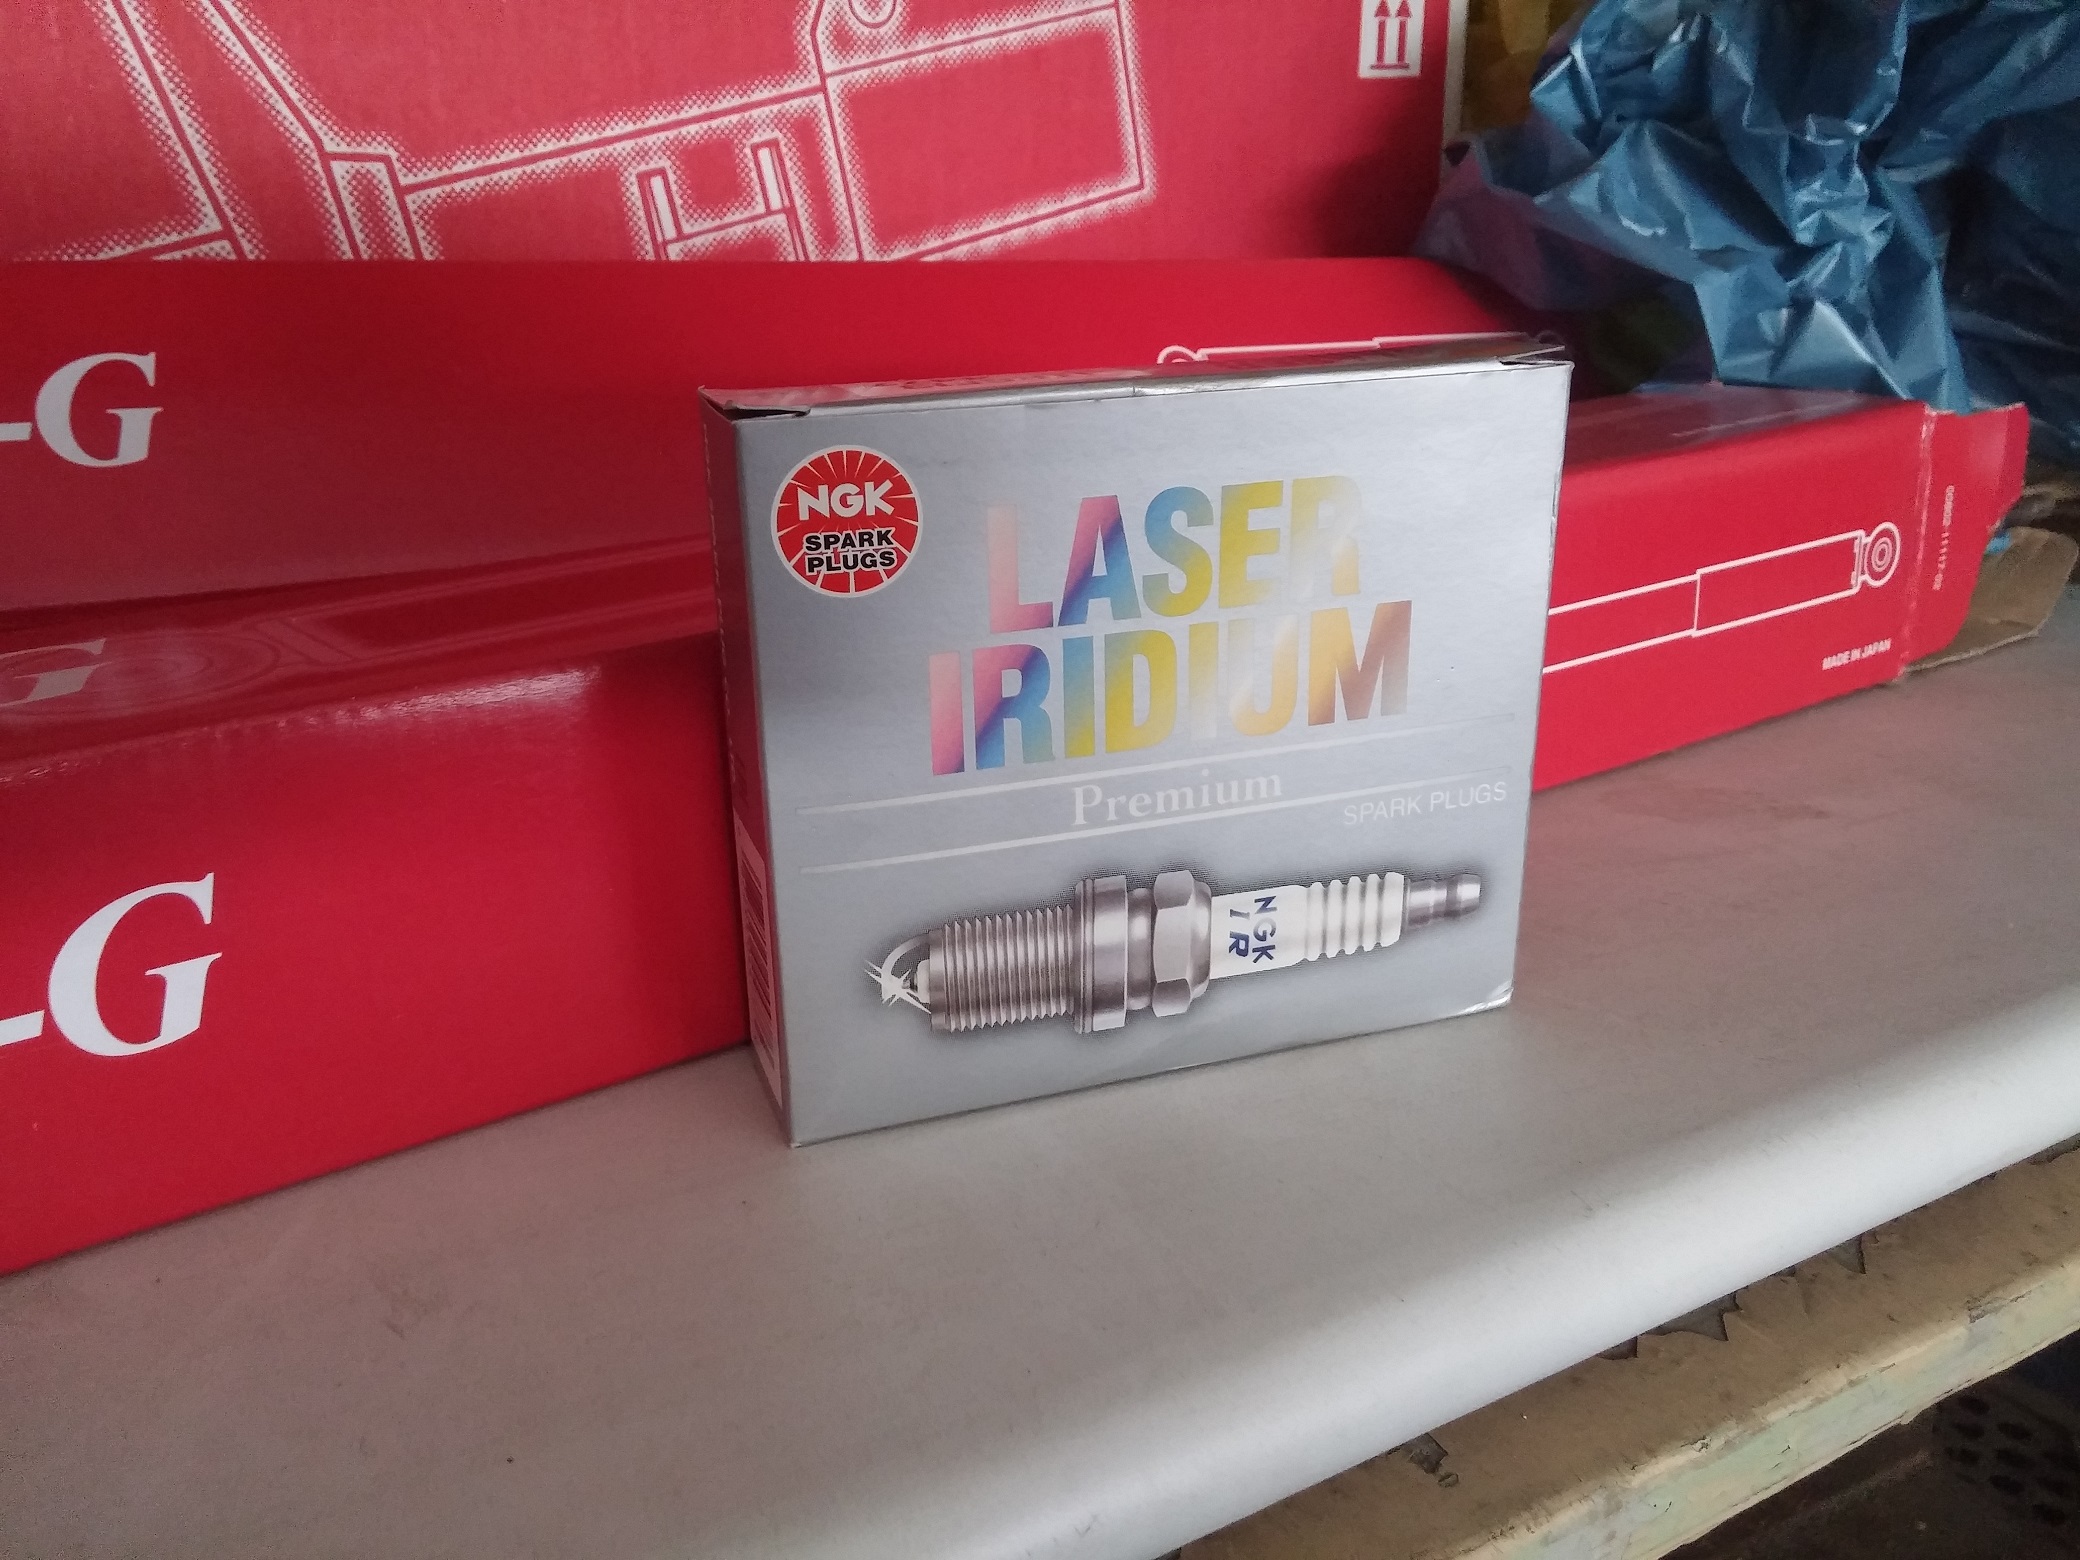 -G
G
-G
NGK
SPARK
PLUGS
LASER
IRIDIUM
Premium
SPARK PLUGS
NGK
IR
MADE IN JAPAN